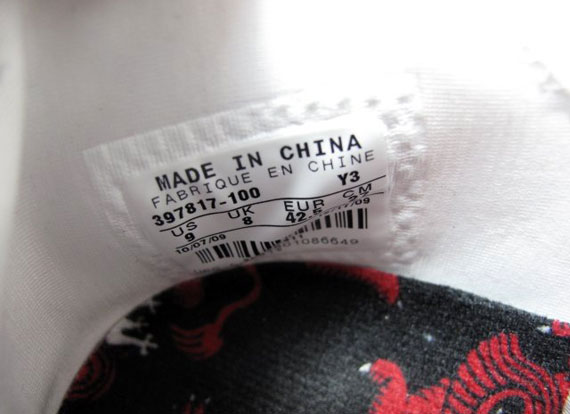 MADE IN CHINA
FABRIQUE EN CHINE
397817-100 Y3
US UK EUR CM
9 8 42.5
10/07/09